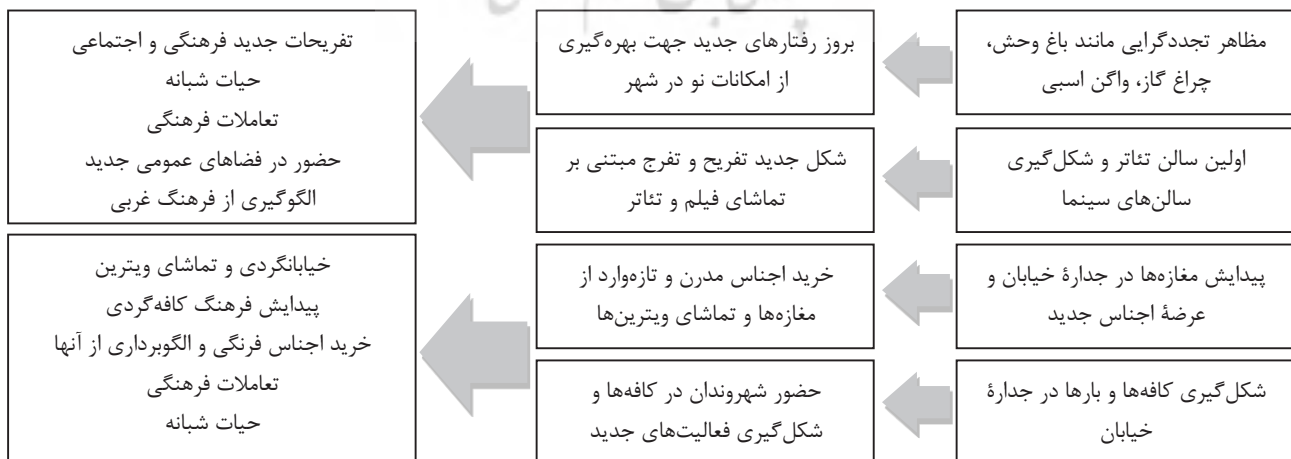 مظاهر تجددگرایی مانند باغ وحش،
چراغ گاز، واگن اسبی
بروز رفتارهای جدید جهت بهره‌گیری
از امکانات نو در شهر
تفریحات جدید فرهنگی و اجتماعی
حیات شبانه
تعاملات فرهنگی
حضور در فضاهای عمومی جدید
الگوگیری از فرهنگ غربی
اولین سالن تئاتر و شکل‌گیری
سالن‌های سینما
شکل جدید تفریح و تفرج مبتنی بر
تماشای فیلم و تئاتر
پیدایش مغازه‌ها در جدارۀ خیابان و
عرضۀ اجناس جدید
خرید اجناس مدرن و تازه‌وارد از
مغازه‌ها و تماشای ویترین‌ها
خیابانگردی و تماشای ویترین
پیدایش فرهنگ کافه‌گردی
خرید اجناس فرنگی و الگوبرداری از آنها
تعاملات فرهنگی
حیات شبانه
شکل‌گیری کافه‌ها و بارها در جدارۀ
خیابان
حضور شهروندان در کافه‌ها و
شکل‌گیری فعالیت‌های جدید